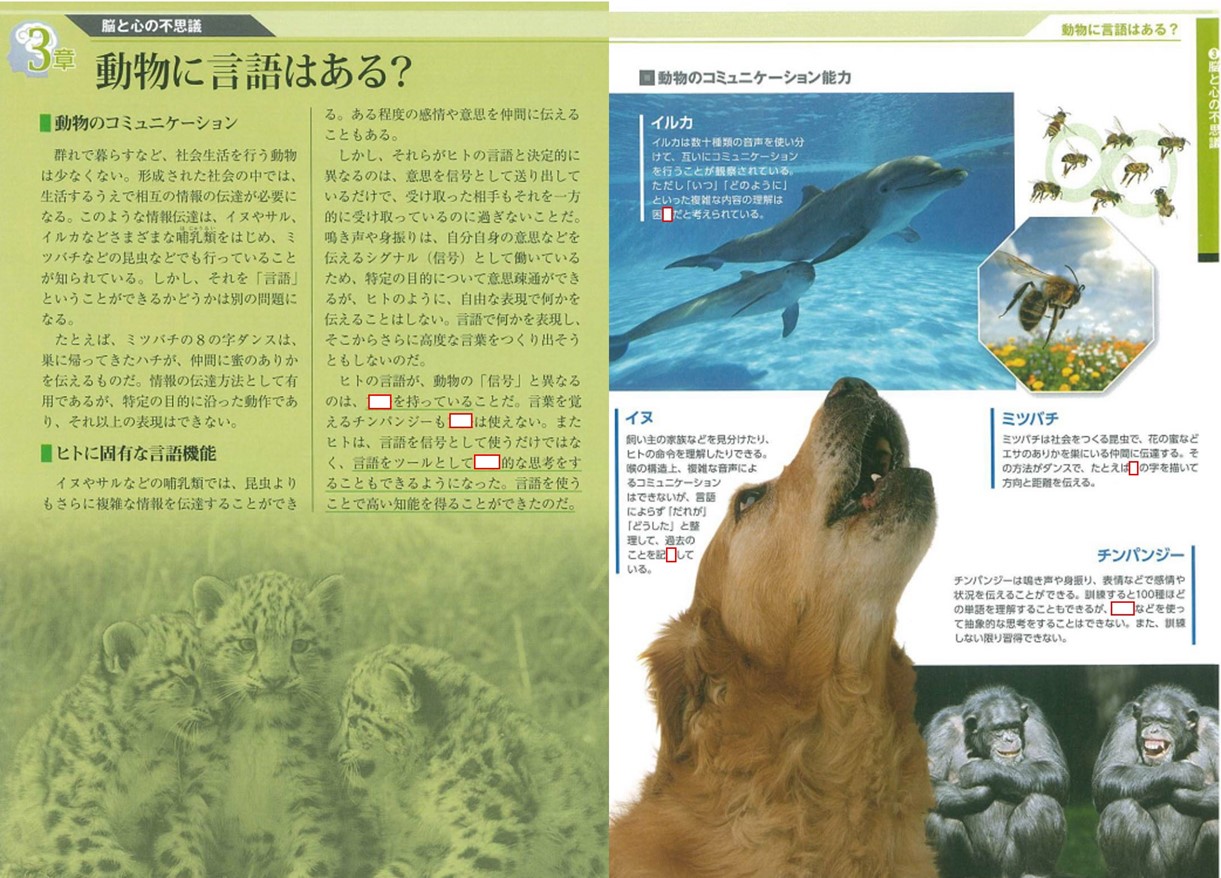 3章
脳と心の不思議
動物に言語はある?
動物のコミュニケーション
群れで暮らすなど、社会生活を行う動物
は少なくない。形成された社会の中では、
生活するうえで相互の情報の伝達が必要に
なる。このような情報伝達は、イヌやサル、
イルカなどさまざまな哺乳類をはじめ、ミ
ツバチなどの昆虫などでも行っていること
が知られている。しかし、それを「言語」
ということができるかどうかは別の問題に
なる。
たとえば、ミツバチの8の字ダンスは、
巣に帰ってきたハチが、仲間に蜜のありか
を伝えるものだ。情報の伝達方法として有
用であるが、特定の目的に沿った動作であ
り、それ以上の表現はできない。
ヒトに固有な言語機能
イヌやサルなどの哺乳類では、昆虫より
もさらに複雑な情報を伝達することができ
る。ある程度の感情や意思を仲間に伝える
こともある。
しかし、それらがヒトの言語と決定的に
異なるのは、意思を信号として送り出して
いるだけで、受け取った相手もそれを一方
的に受け取っているのに過ぎないことだ。
鳴き声や身振りは、自分自身の意思などを
伝えるシグナル（信号）として働いている
ため、特定の目的について意思疎通ができ
るが、ヒトのように、自由な表現で何かを
伝えることはしない。言語で何かを表現し、
そこからさらに高度な言葉をつくり出そう
ともしないのだ。
ヒトの言語が、動物の「信号」と異なる
のは、を持っていることだ。言葉を覚
えるチンパンジーもは使えない。また
ヒトは、言語を信号として使うだけではな
く、言語をツールとして的な思考をす
ることもできるようになった。言語を使う
ことで高い知能を得ることができたのだ。
動物に言語はある?
❸脳と心の不思議
動物のコミュニケーション能力
イルカ
イルカは数十種類の音声を使い分
けて、互いにコミュニケーション
を行うことが観察されている。
ただし「いつ」「どのように」
といった複雑な内容の理解は
困だと考えられている。
イヌ
飼い主の家族などを見分けたり、
ヒトの命令を理解したりできる。
喉の構造上、複雑な音声によ
るコミュニケーション
はできないが、言語
によらず「だれが」
「どうした」と整
理して、過去の
ことを記して
いる。
ミツバチ
ミツバチは社会をつくる昆虫で、花の蜜など
エサのありかを巣にいる仲間に伝達する。そ
の方法がダンスで、たとえばの字を描いて
方向と距離を伝える。
チンパンジー
チンパンジーは鳴き声や身振り、表情などで感情や
状況を伝えることができる。訓練すると100種ほど
の単語を理解することもできるが、などを使っ
て抽象的な思考をすることはできない。また、訓練
しない限り習得できない。